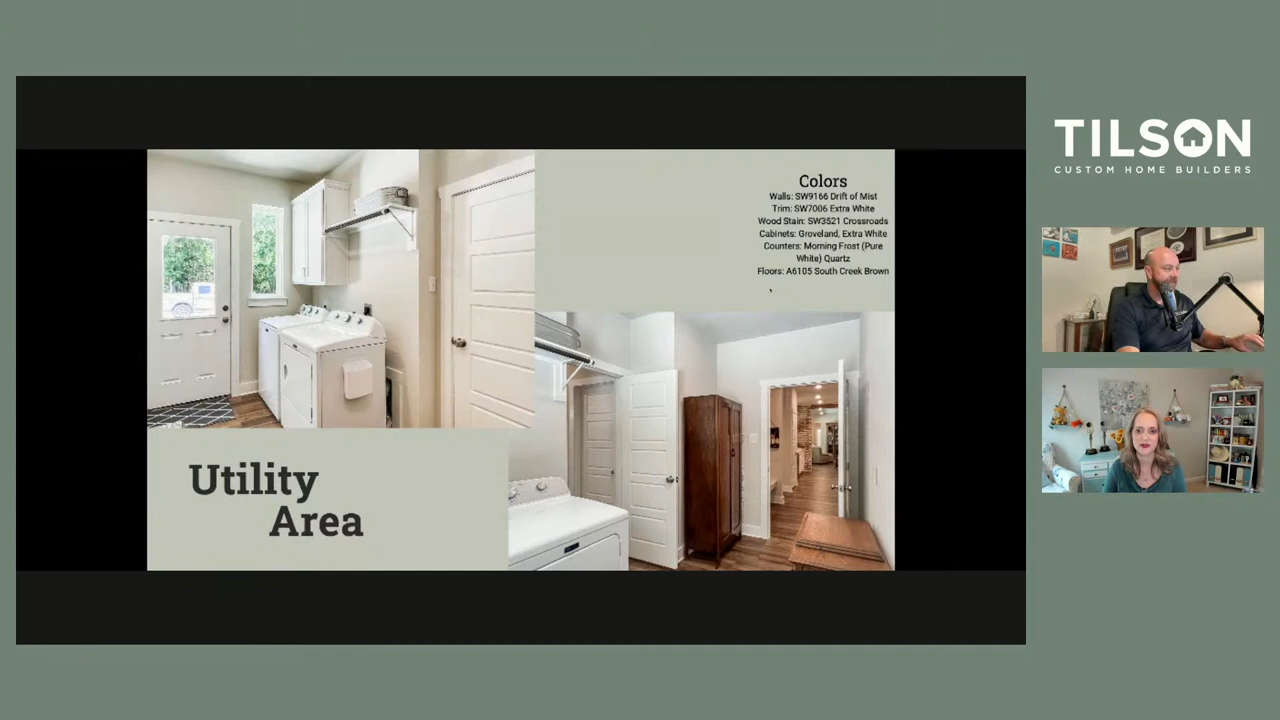 TILSON
CUSTOM HOME BUILDERS
Colors
Walls: SW9166 Drift of Mist
Trim: SW7006 Extra White
Wood Stain: SW3521 Crossroads
Cabinets: Groveland, Extra White
Counters: Morning Frost (Pure
White) Quartz
Floors: A6105 South Creek Brown
Utility
Area